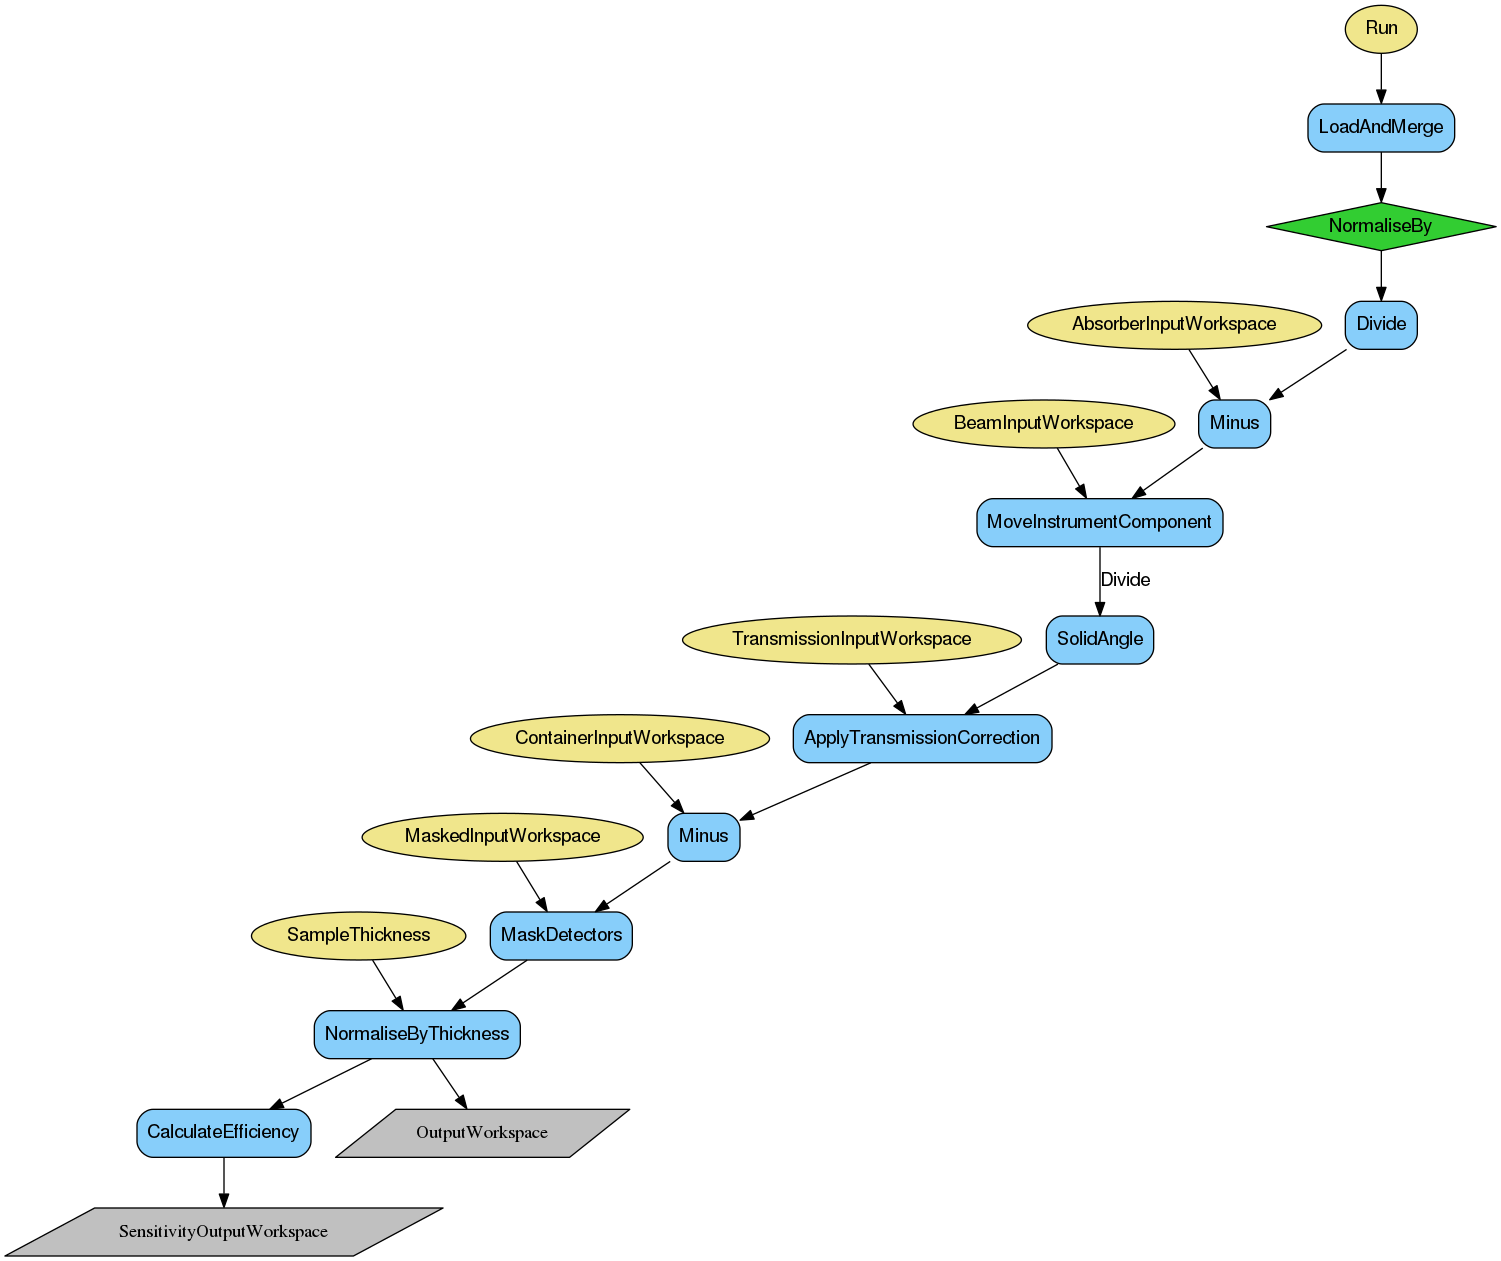 Run
LoadAndMerge
NormaliseBy
AbsorberInputWorkspace
Divide
BeamInputWorkspace
Minus
MoveInstrumentComponent
Divide
TransmissionInputWorkspace
SolidAngle
ContainerInputWorkspace
ApplyTransmissionCorrection
MaskedInputWorkspace
Minus
SampleThickness
MaskDetectors
NormaliseByThickness
CalculateEfficiency
OutputWorkspace
SensitivityOutputWorkspace